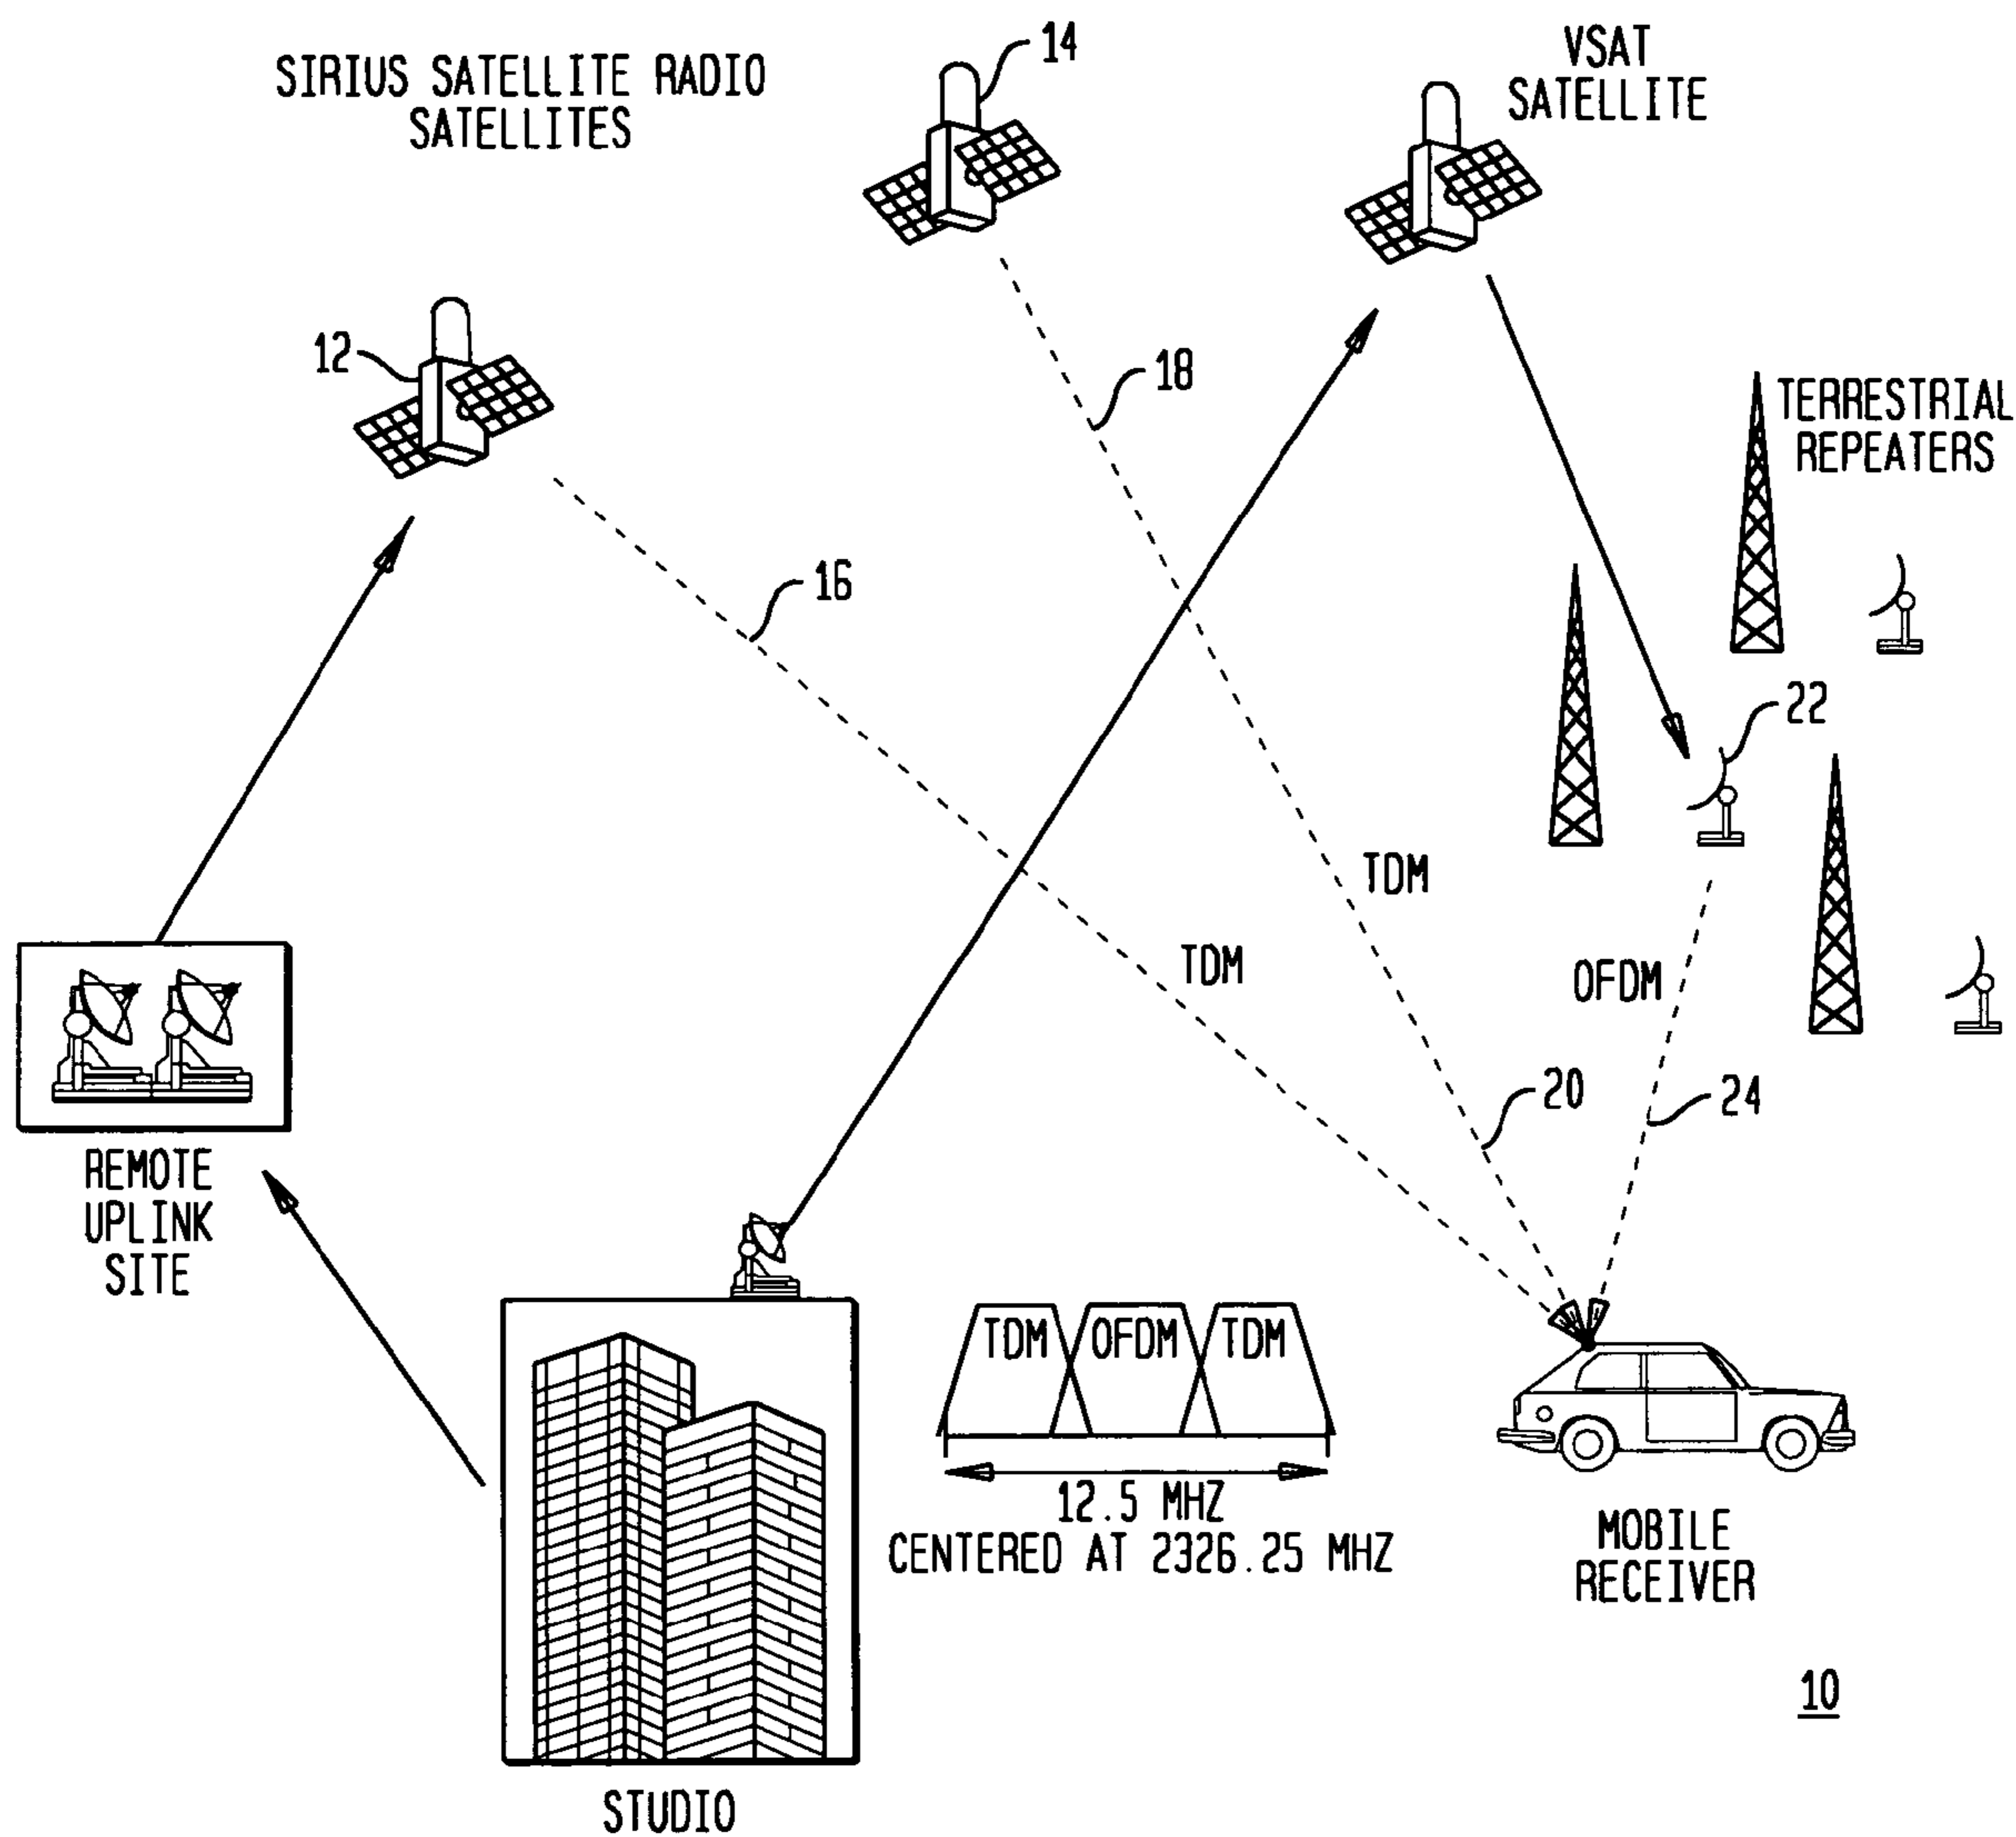 SIRIUS SATELLITE RADIO
SATELLITES
14
VSAT
SATELLITE
12
18
TERRESTRIAL
REPEATERS
16
22
TDM
TDM
OFDM
20
24
REMOTE
UPLINK
SITE
TDM
OFDM
TDM
12.5 MHZ
CENTERED AT 2326.25 MHZ
MOBILE
RECEIVER
10
STUDIO